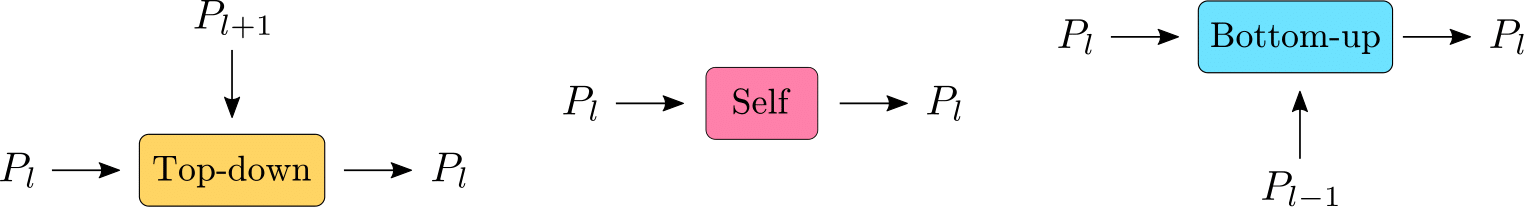 P_{l+1}
P_l Top-down P_l
P_l Self P_l
P_l Bottom-up P_l
P_{l-1}